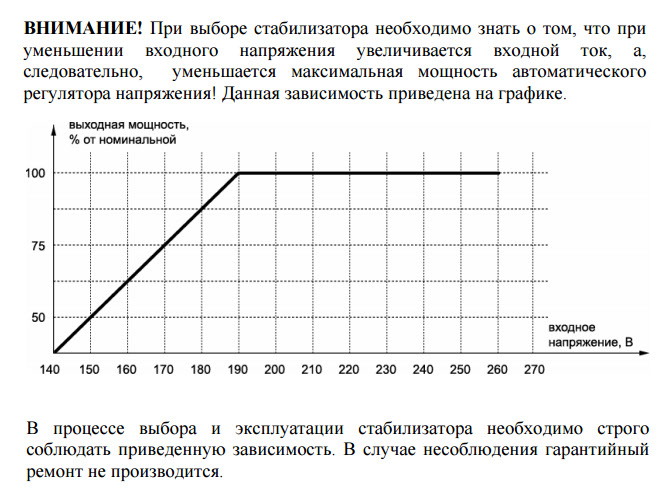 ВНИМАНИЕ! При выборе стабилизатора необходимо знать о том, что при
уменьшении входного напряжения увеличивается входной ток, а,
следовательно, уменьшается максимальная мощность автоматического
регулятора напряжения! Данная зависимость приведена на графике.
выходная мощность,
% от номинальной
100
75
50
входное
напряжение, В
140 150 160 170 180 190 200 210 220 230 240 250 260 270
В процессе выбора и эксплуатации стабилизатора необходимо строго
соблюдать приведенную зависимость. В случае несоблюдения гарантийный
ремонт не производится.